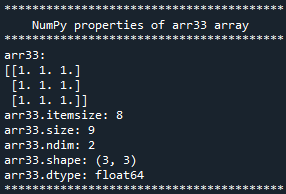 ****************************************
NumPy properties of arr33 array
****************************************
arr33:
[[1. 1. 1.]
 [1. 1. 1.]
 [1. 1. 1.]]
arr33.itemsize: 8
arr33.size: 9
arr33.ndim: 2
arr33.shape: (3, 3)
arr33.dtype: float64
****************************************